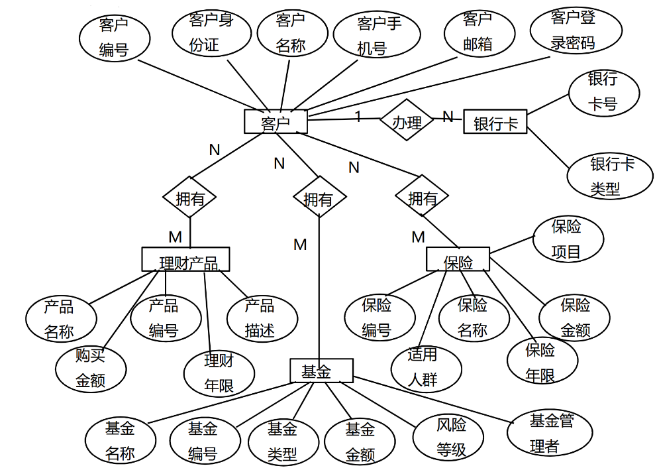 客户
编号
客户身
份证
客户
名称
客户手
机号
客户
邮箱
客户登
录密码
客户
1
办理
N
银行卡
银行
卡号
银行卡
类型
N
N
N
拥有
拥有
拥有
M
M
M
理财产品
保险
保险
项目
产品
名称
产品
编号
产品
描述
购买
金额
理财
年限
保险
编号
保险
名称
保险
金额
适用
人群
保险
年限
基金
基金
名称
基金
编号
基金
类型
基金
金额
风险
等级
基金管
理者